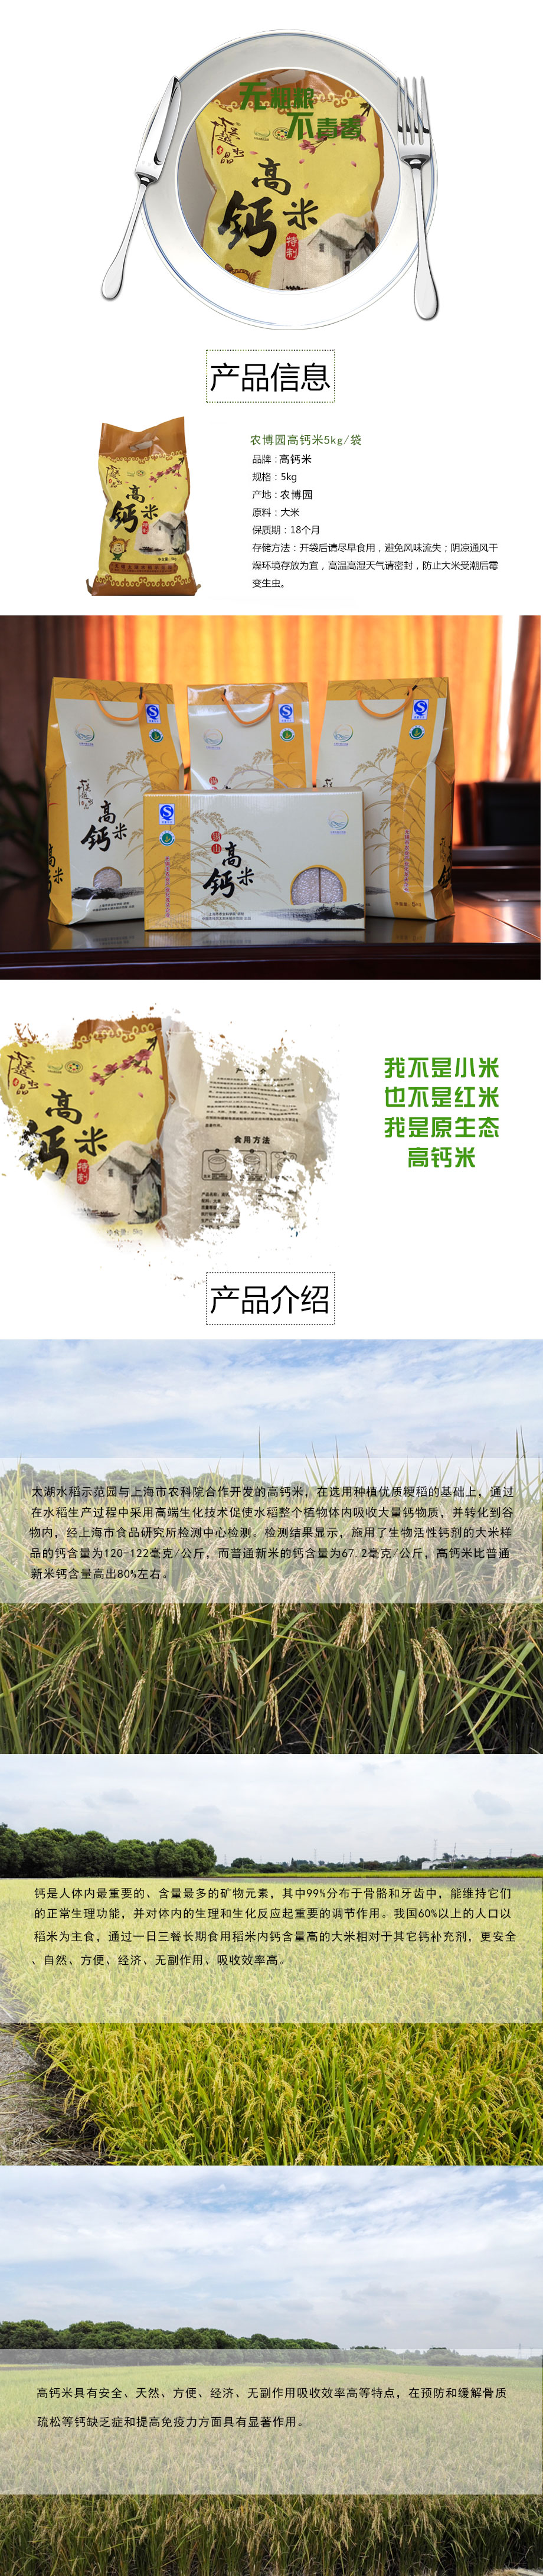 无机粮
不青睐
高
钙米
特制
产品信息
农博园高钙米5kg/袋
品牌：高钙米
规格：5kg
产地：农博园
原料：大米
保质期：18个月
存储方法：开袋后请尽早食用，避免风味流失；阴凉通风干
燥环境存放为宜，高温高湿天气请密封，防止大米受潮后霉
变生虫。
高
钙米
特制
高
钙米
锡山
高
钙米
5kg
高
钙米
特制
食用方法
我不是小米
也不是红米
我是原生态
高钙米
产品介绍
太湖水稻示范园与上海市农科院合作开发的高钙米，在选用种植优质粳稻的基础上，通过
在水稻生产过程中采用高端生化技术促使水稻整个植物体内吸收大量钙物质，并转化到谷
物内，经上海市食品研究所检测中心检测。检测结果显示，施用了生物活性钙剂的大米样
品的钙含量为120-122毫克/公斤，而普通新米的钙含量为67.2毫克/公斤，高钙米比普通
新米钙含量高出80%左右。
钙是人体内最重要的、含量最多的矿物元素，其中99%分布于骨骼和牙齿中，能维持它们
的正常生理功能，并对体内的生理和生化反应起重要的调节作用。我国60%以上的人口以
稻米为主食，通过一日三餐长期食用稻米内钙含量高的大米相对于其它钙补充剂，更安全
、自然、方便、经济、无副作用、吸收效率高。
高钙米具有安全、天然、方便、经济、无副作用吸收效率高等特点，在预防和缓解骨质
疏松等钙缺乏症和提高免疫力方面具有显著作用。